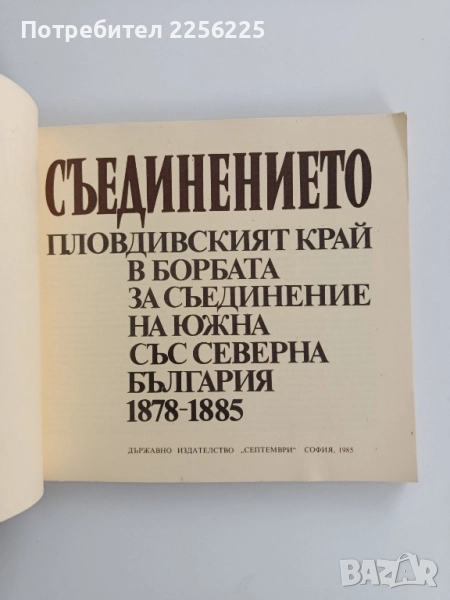 Потребител 2256225
СЪЕДИНЕНИЕТО
ПЛОВДИВСКИЯТ КРАЙ
В БОРБАТА
ЗА СЪЕДИНЕНИЕ
НА ЮЖНА
СЪС СЕВЕРНА
БЪЛГАРИЯ
1878-1885
ДЪРЖАВНО ИЗДАТЕЛСТВО „СЕПТЕМВРИ“ СОФИЯ, 1985
BAZAR